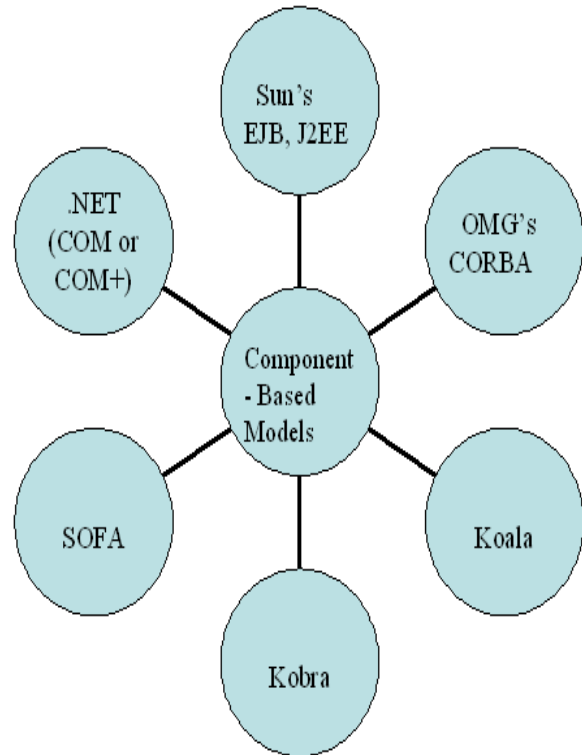 Sun's
EJB, J2EE
.NET
(COM or
COM+)
OMG's
CORBA
Component
- Based
Models
SOFA
Koala
Kobra